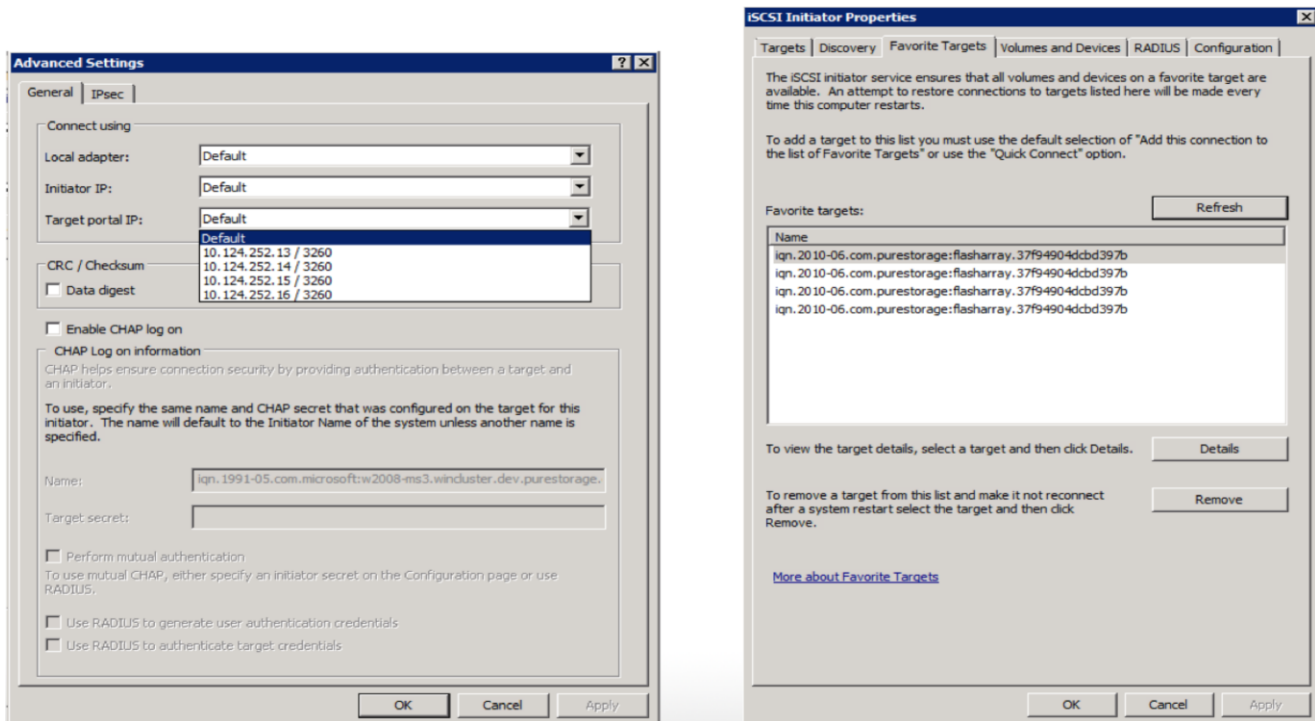 Advanced Settings
General
IPsec
Connect using
Local adapter:
Default
Initiator IP:
Default
Target portal IP:
Default
Default
10.124.252.13 / 3260
10.124.252.14 / 3260
10.124.252.15 / 3260
10.124.252.16 / 3260
CRC / Checksum
Data digest
Enable CHAP log on
CHAP Log on information
CHAP helps ensure connection security by providing authentication between a target and
an initiator.
To use, specify the same name and CHAP secret that was configured on the target for this
initiator. The name will default to the Initiator Name of the system unless another name is
specified.
Name:
iqn.1991-05.com.microsoft:w2008-ms3.wincluster.dev.purestorage.
Target secret:
Perform mutual authentication
To use mutual CHAP, either specify an initiator secret on the Configuration page or use
RADIUS.
Use RADIUS to generate user authentication credentials
Use RADIUS to authenticate target credentials
OK
Cancel
Apply
iSCSI Initiator Properties
Targets
Discovery
Favorite Targets
Volumes and Devices
RADIUS
Configuration
The iSCSI initiator service ensures that all volumes and devices on a favorite target are
available. An attempt to restore connections to targets listed here will be made every
time this computer restarts.
To add a target to this list you must use the default selection of "Add this connection to
the list of Favorite Targets" or use the "Quick Connect" option.
Favorite targets:
Refresh
Name
iqn.2010-06.com.purestorage:flasharray.37f94904dcbd397b
iqn.2010-06.com.purestorage:flasharray.37f94904dcbd397b
iqn.2010-06.com.purestorage:flasharray.37f94904dcbd397b
iqn.2010-06.com.purestorage:flasharray.37f94904dcbd397b
To view the target details, select a target and then click Details.
Details
To remove a target from this list and make it not reconnect
after a system restart select the target and then click
Remove.
Remove
More about Favorite Targets
OK
Cancel
Apply